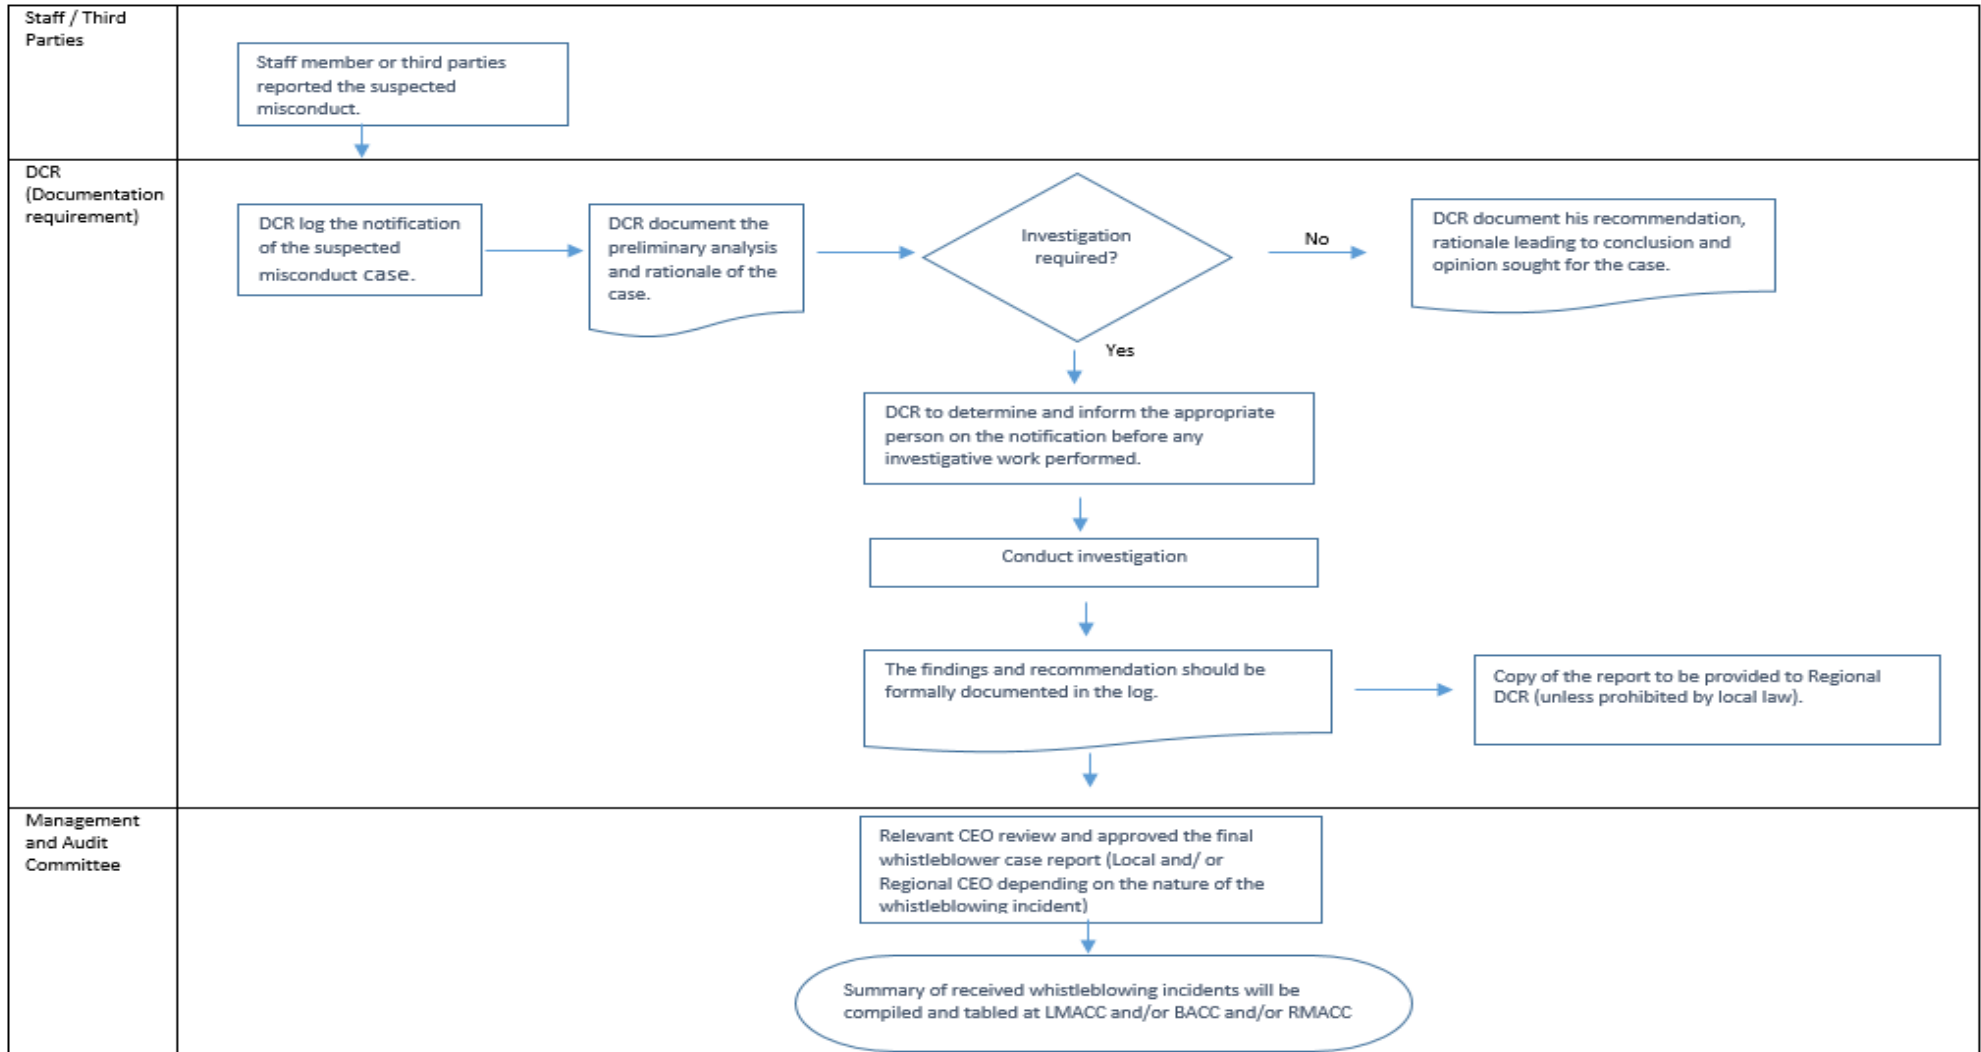 Staff / Third
Parties
Staff member or third parties
reported the suspected
misconduct.
DCR
(Documentation
requirement)
DCR log the notification
of the suspected
misconduct case.
DCR document the
preliminary analysis
and rationale of the
case.
Investigation
required?
No
DCR document his recommendation,
rationale leading to conclusion and
opinion sought for the case.
Yes
DCR to determine and inform the appropriate
person on the notification before any
investigative work performed.
Conduct investigation
The findings and recommendation should be
formally documented in the log.
Copy of the report to be provided to Regional
DCR (unless prohibited by local law).
Management
and Audit
Committee
Relevant CEO review and approved the final
whistleblower case report (Local and/ or
Regional CEO depending on the nature of the
whistleblowing incident)
Summary of received whistleblowing incidents will be
compiled and tabled at LMACC and/or BACC and/or RMACC